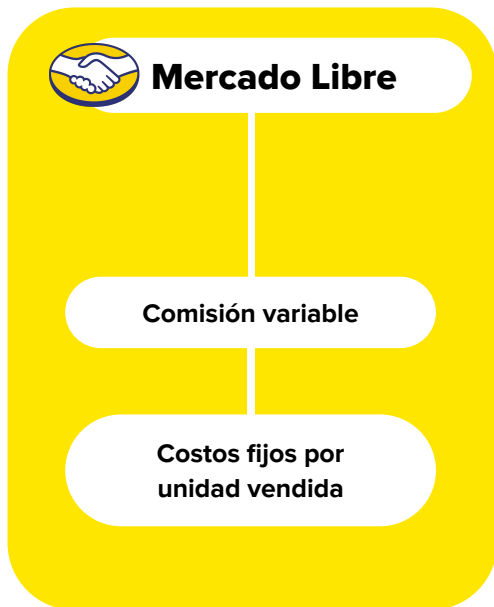 Mercado Libre
Comisión variable
Costos fijos por
unidad vendida